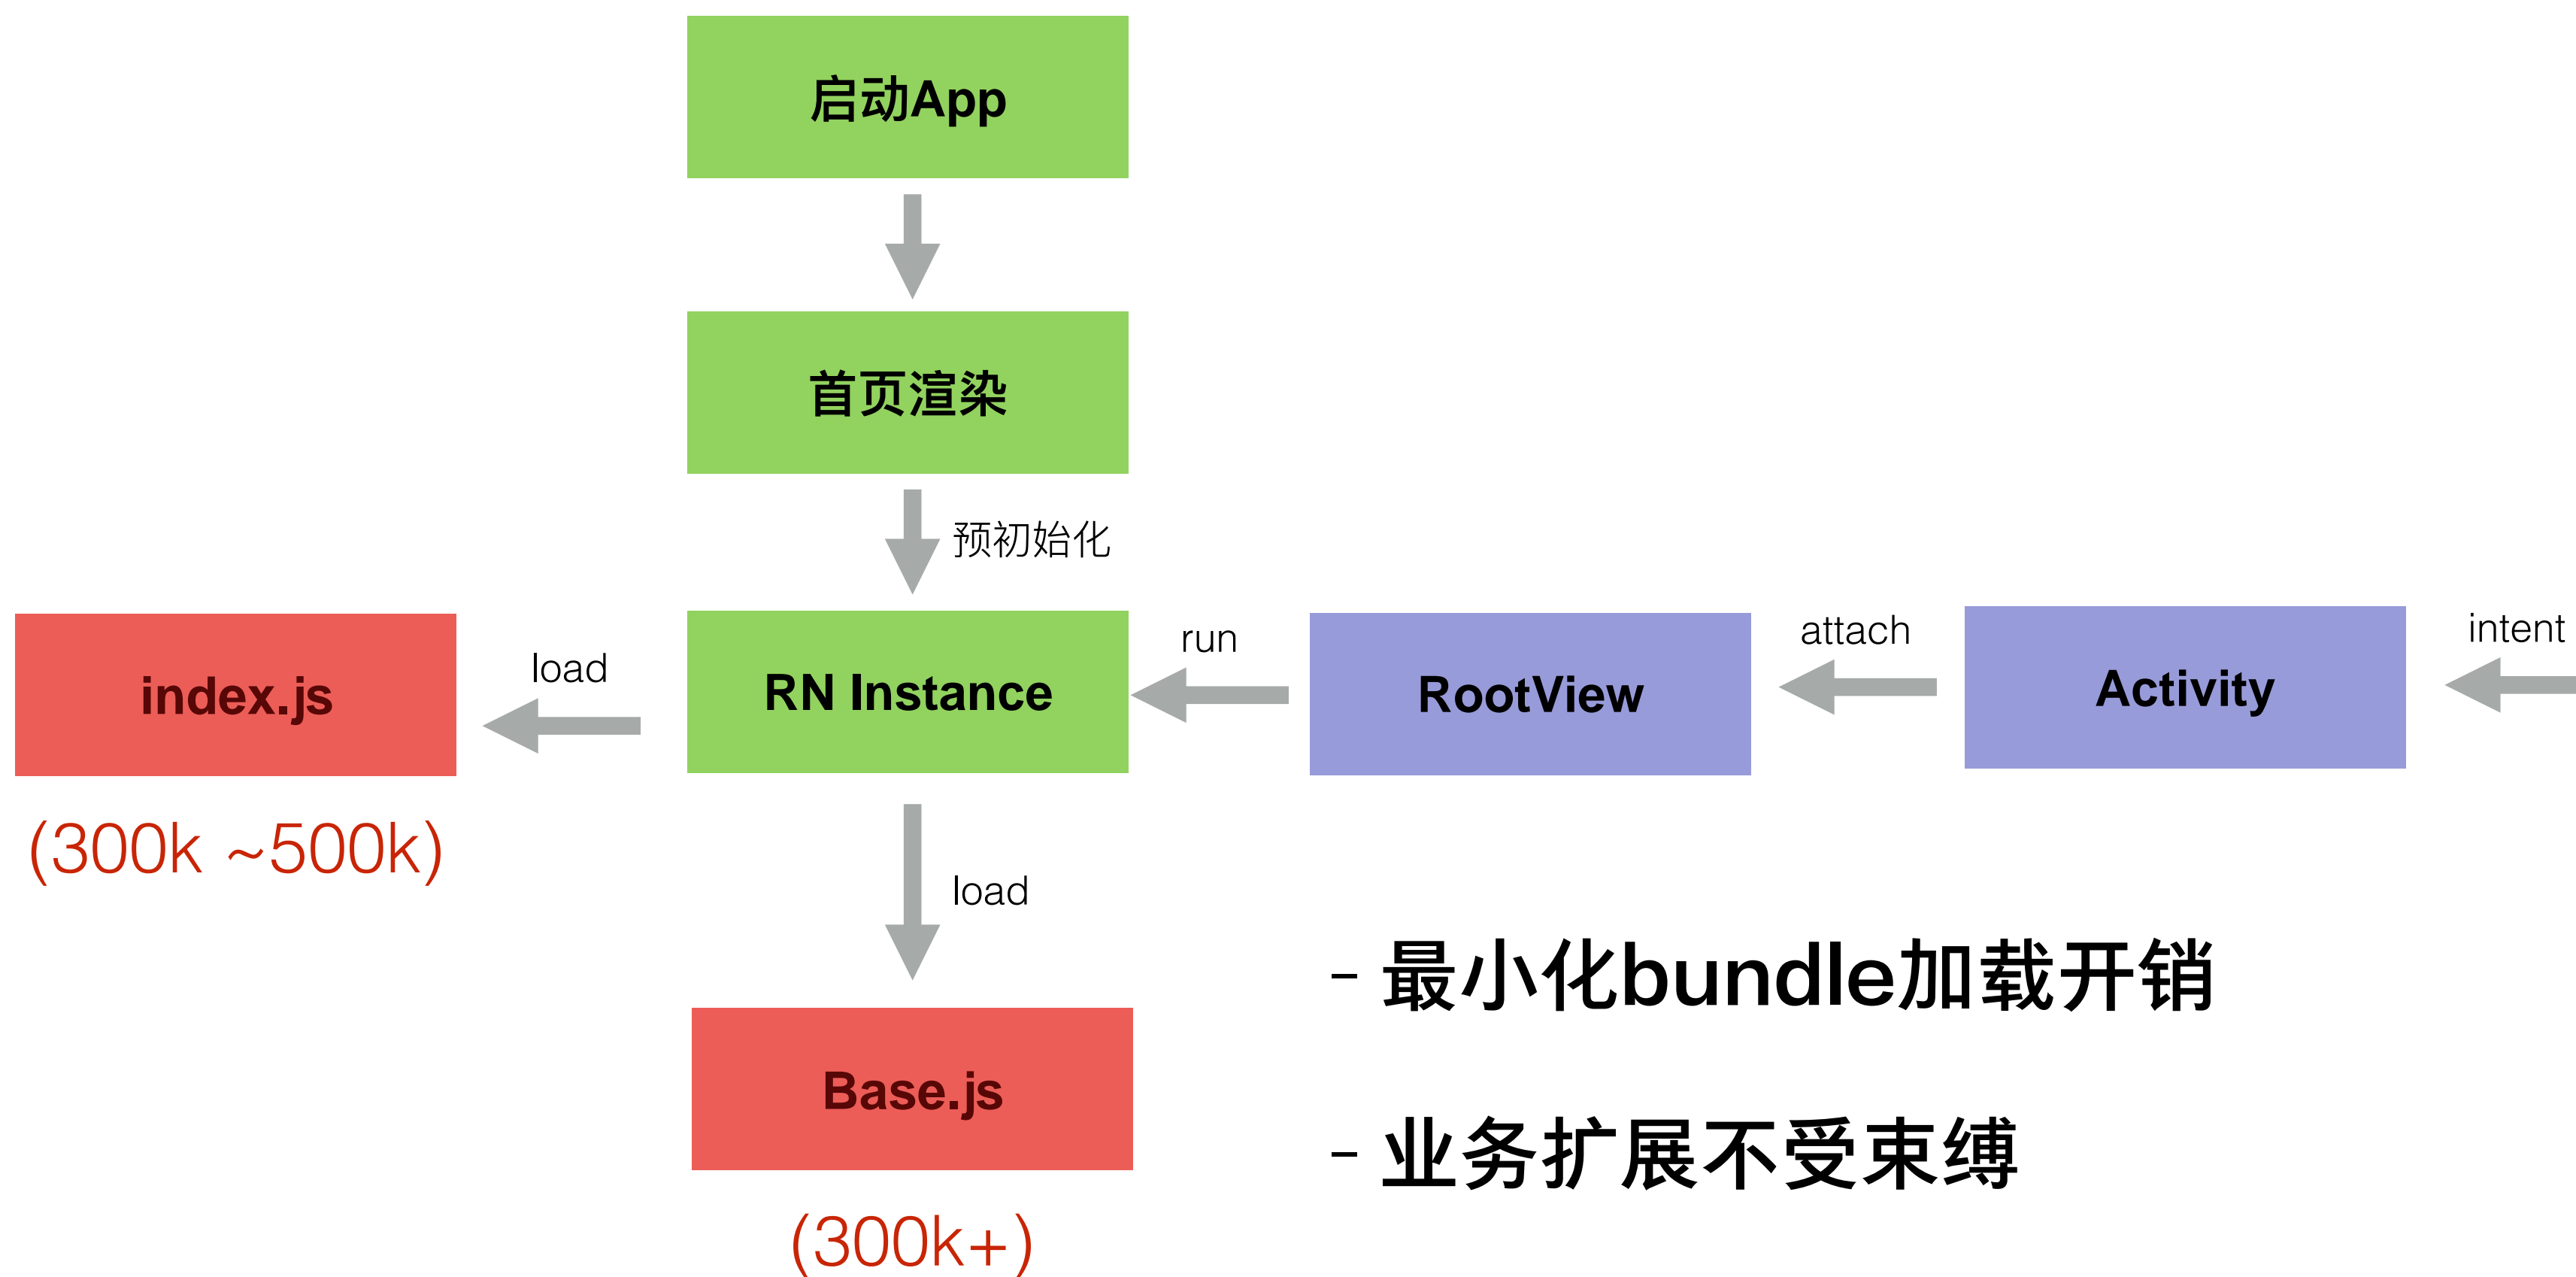 启动App
首页渲染
预初始化
index.js
load
RN Instance
run
RootView
attach
Activity
intent
(300k ~500k)
load
Base.js
(300k+)
- 最小化bundle加载开销
- 业务扩展不受束缚